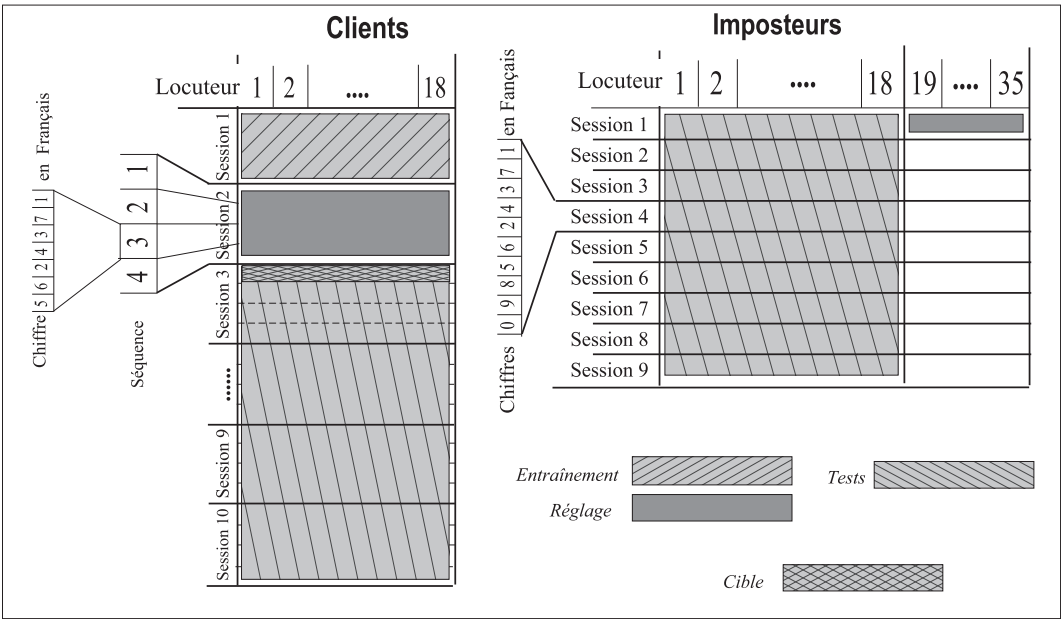 Clients
Locuteur 1 2 .... 18
Session 1
Session 2
Session 3
......
Session 9
Session 10
1
2
3
4
Séquence
Chiffre 5 6 2 4 3 7 1 en Français
Imposteurs
Locuteur 1 2 .... 18 19 .... 35
Session 1
Session 2
Session 3
Session 4
Session 5
Session 6
Session 7
Session 8
Session 9
Chiffres 0 9 8 5 6 2 4 3 7 1 en Fançais
Entraînement
Tests
Réglage
Cible